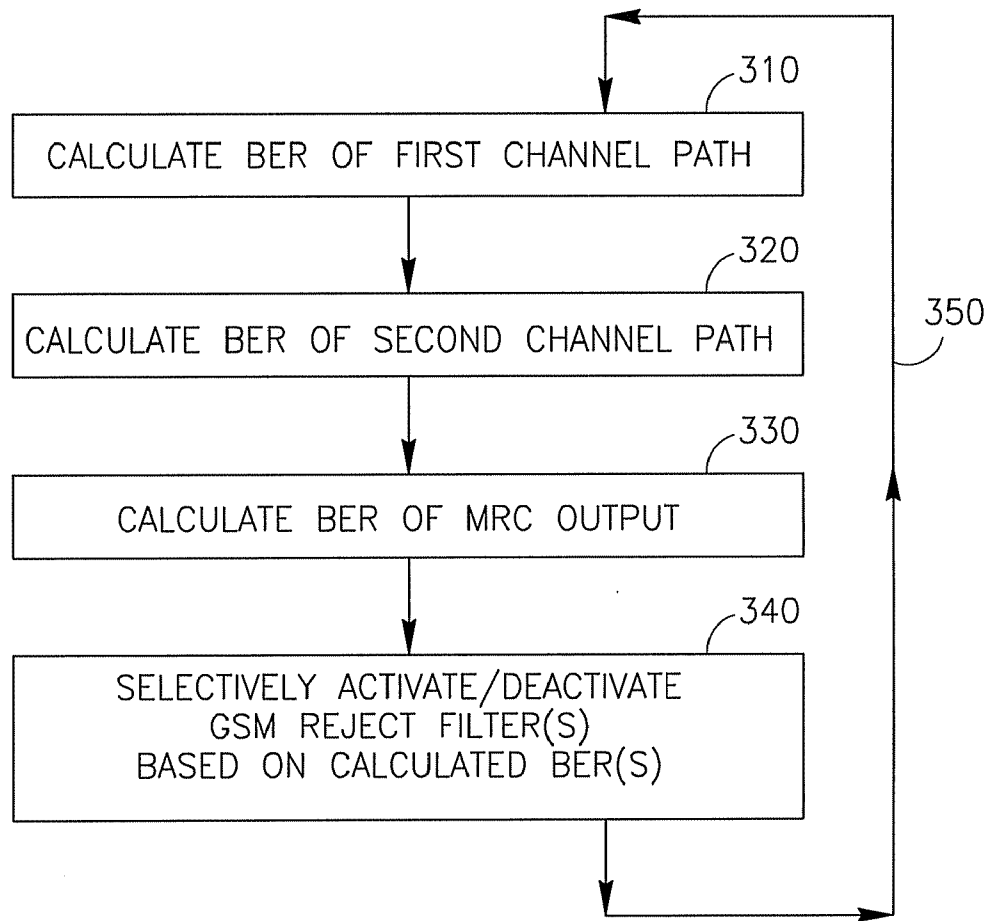 310
CALCULATE BER OF FIRST CHANNEL PATH
320
CALCULATE BER OF SECOND CHANNEL PATH
350
330
CALCULATE BER OF MRC OUTPUT
340
SELECTIVELY ACTIVATE/DEACTIVATE
GSM REJECT FILTER(S)
BASED ON CALCULATED BER(S)